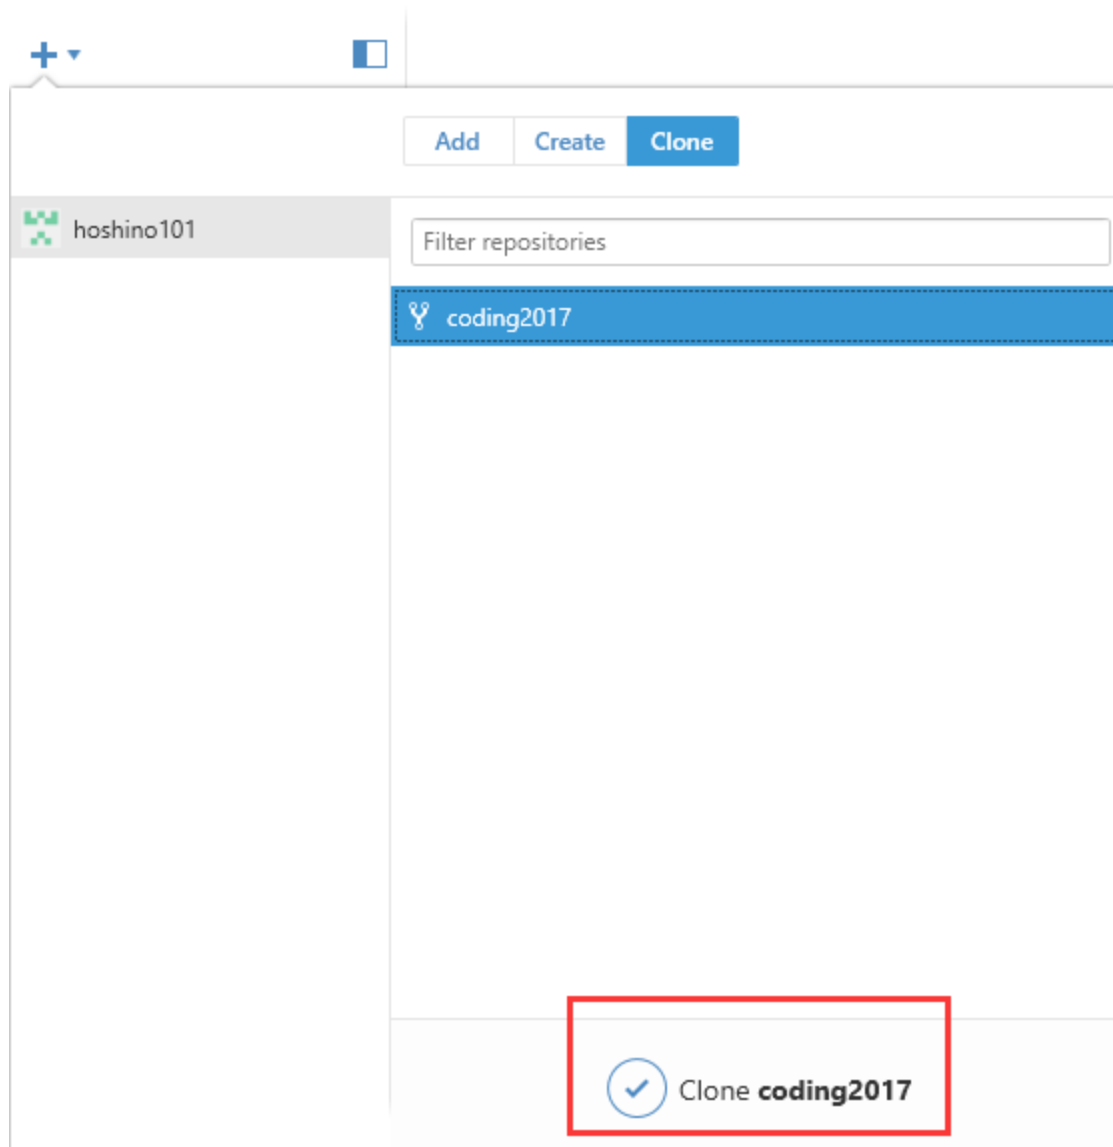 Add Create Clone
hoshino101
Filter repositories
coding2017
Clone coding2017